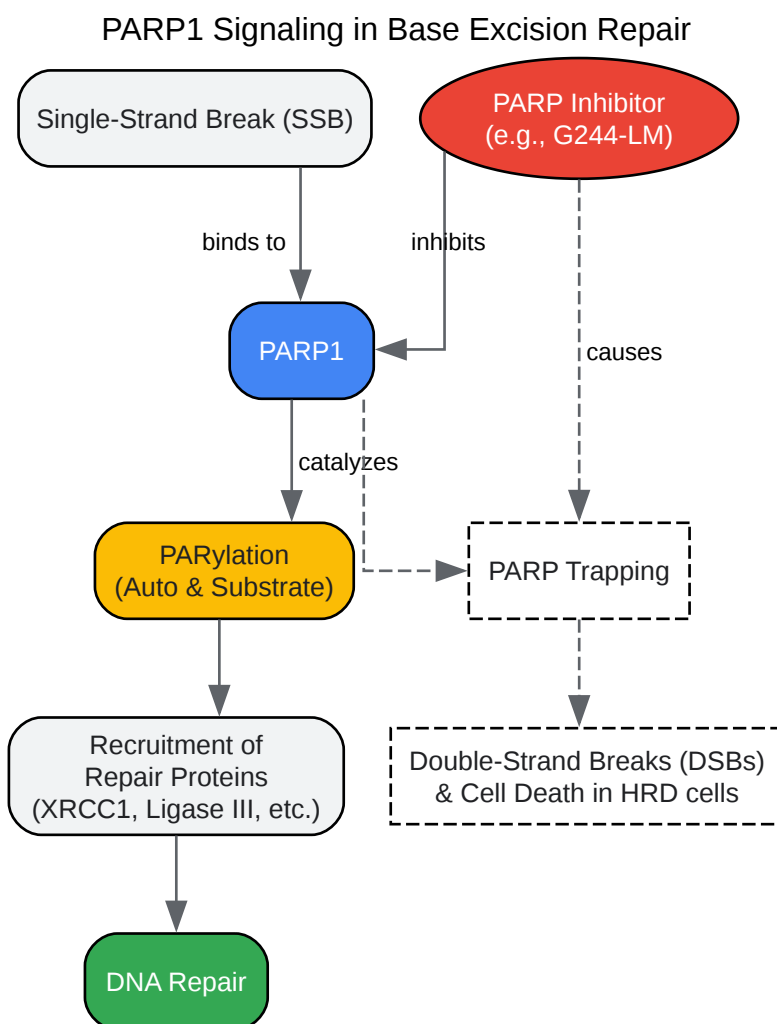 PARP1 Signaling in Base Excision Repair
Single-Strand Break (SSB)
PARP Inhibitor
(e.g., G244-LM)
binds to
inhibits
PARP1
causes
catalyzes
PARylation
(Auto & Substrate)
PARP Trapping
Recruitment of
Repair Proteins
(XRCC1, Ligase III, etc.)
Double-Strand Breaks (DSBs)
& Cell Death in HRD cells
DNA Repair